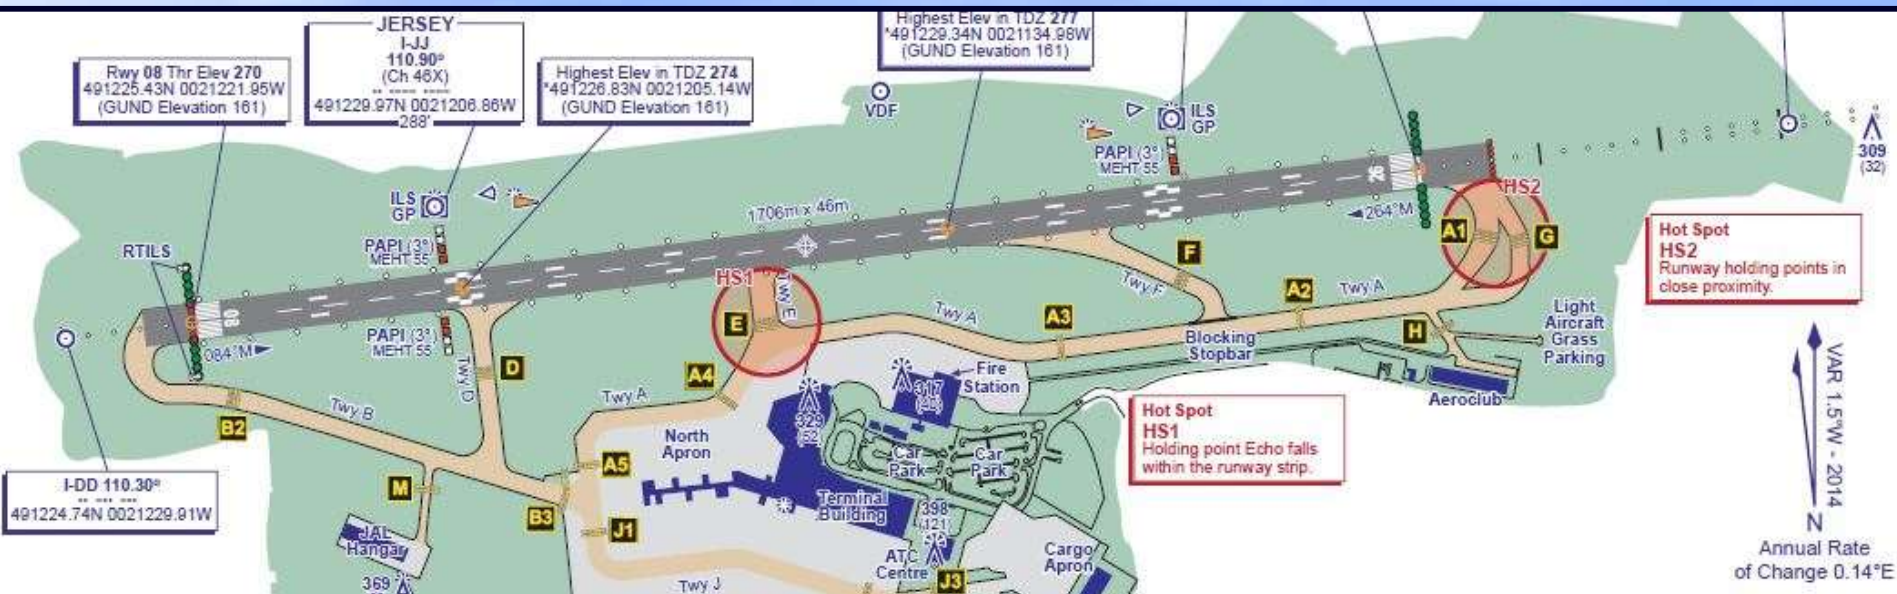 JERSEY
I-JJ
110.90°
(Ch 46X)
491229.97N 0021206.86W
288'
Rwy 08 Thr Elev 270
491225.43N 0021221.95W
(GUND Elevation 161)
Highest Elev in TDZ 274
*491226.83N 0021205.14W
(GUND Elevation 161)
Highest Elev in TDZ 277
*491229.34N 0021134.98W
(GUND Elevation 161)
VDF
ILS
GP
PAPI (3°)
MEHT 55
309
(32)
26
HS2
264°M
A1
G
Hot Spot
HS2
Runway holding points in
close proximity.
ILS
GP
PAPI (3°)
MEHT 55
1706m x 46m
RTILS
HS1
Twy E
E
F
Twy F
A2
Twy A
A3
Twy A
08
084°M
PAPI (3°)
MEHT 55
Twy D
D
Blocking
Stopbar
H
Light
Aircraft
Grass
Parking
Aeroclub
VAR 1.5°W - 2014
N
Annual Rate
of Change 0.14°E
A4
Twy A
Twy B
B2
Fire
Station
317
329
Hot Spot
HS1
Holding point Echo falls
within the runway strip.
North
Apron
Car
Park
Car
Park
A5
M
B3
J1
Terminal
Building
I-DD 110.30°
491224.74N 0021229.91W
JAL
Hangar
369
398
(121)
ATC
Centre
J3
Cargo
Apron
Twy J